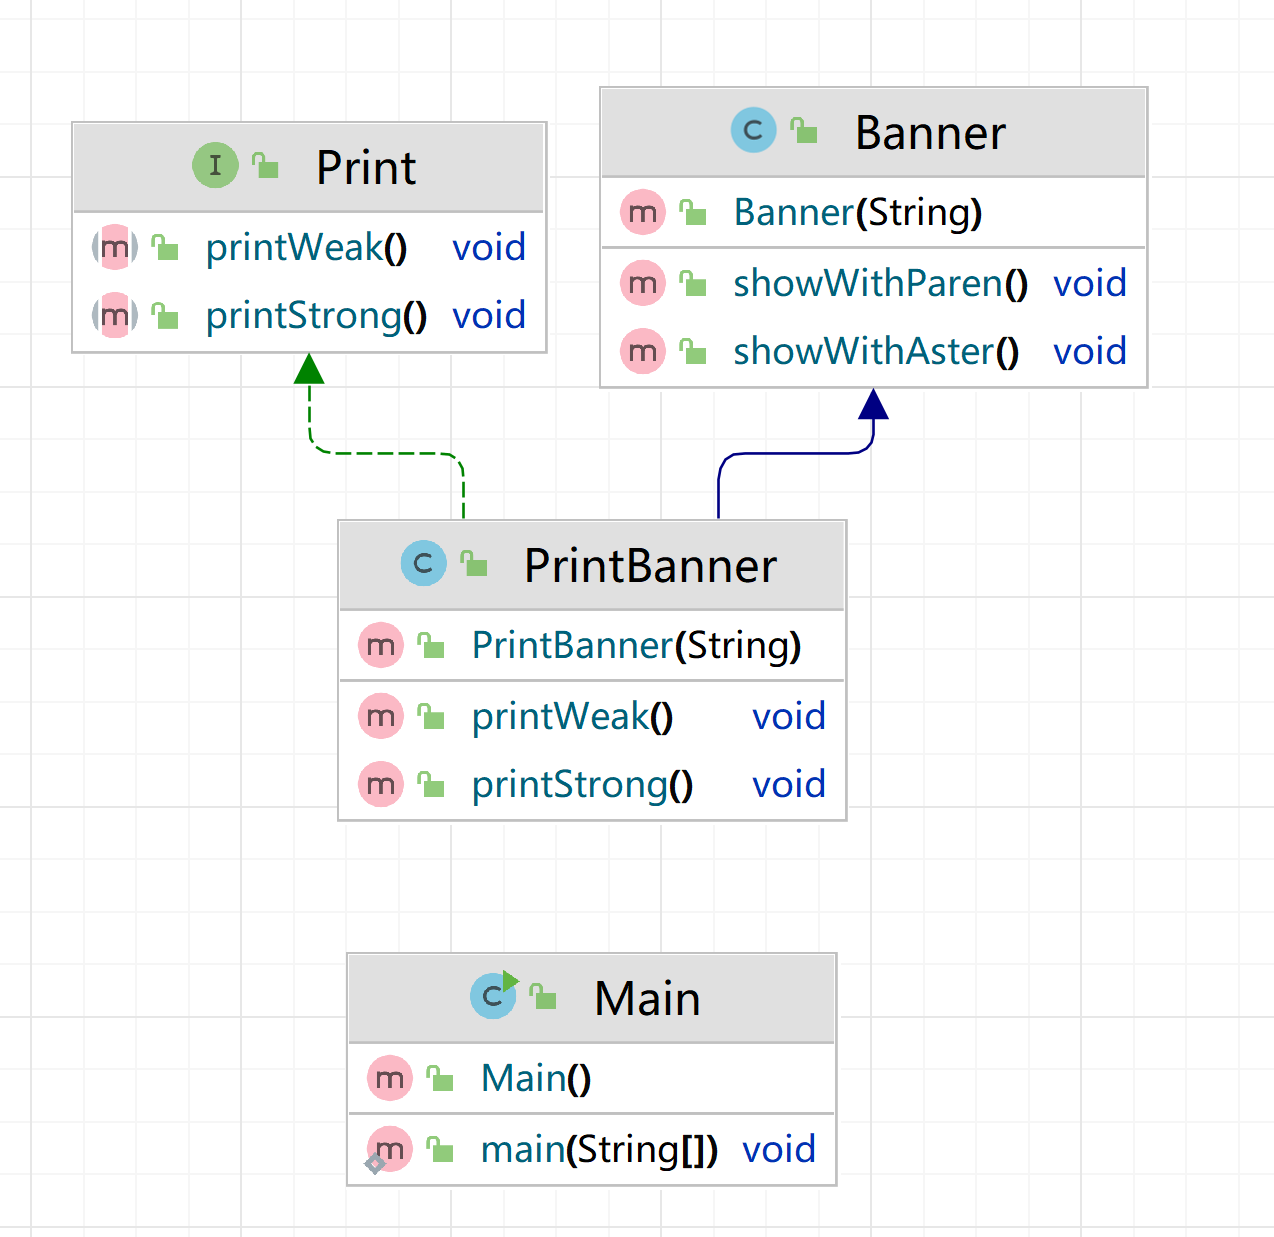 I Print
m printWeak() void
m printStrong() void
C Banner
m Banner(String)
m showWithParen() void
m showWithAster() void
C PrintBanner
m PrintBanner(String)
m printWeak() void
m printStrong() void
C Main
m Main()
m main(String[]) void